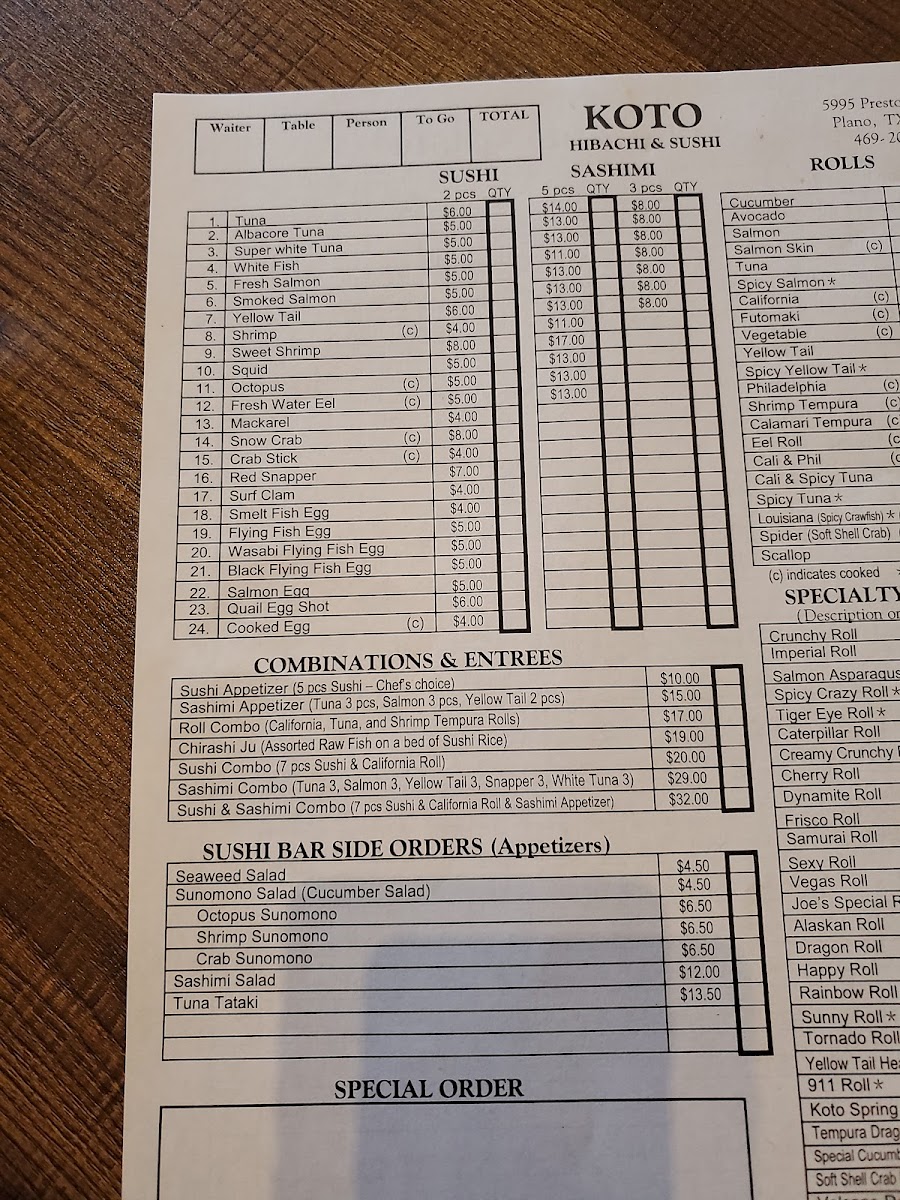 Waiter Table Person To Go TOTAL
KOTO
HIBACHI & SUSHI
5995 Presto
Plano, TX
469-20
SUSHI
2 pcs QTY
SASHIMI
5 pcs QTY 3 pcs QTY
1. Tuna $6.00 $14.00 $8.00
2. Albacore Tuna $5.00 $13.00 $8.00
3. Super white Tuna $5.00 $13.00 $8.00
4. White Fish $5.00 $11.00 $8.00
5. Fresh Salmon $5.00 $13.00 $8.00
6. Smoked Salmon $5.00 $13.00 $8.00
7. Yellow Tail $6.00 $13.00 $8.00
8. Shrimp (c) $4.00 $11.00
9. Sweet Shrimp $8.00 $17.00
10. Squid $5.00 $13.00
11. Octopus (c) $5.00 $13.00
12. Fresh Water Eel (c) $5.00 $13.00
13. Mackarel $4.00
14. Snow Crab (c) $8.00
15. Crab Stick (c) $4.00
16. Red Snapper $7.00
17. Surf Clam $4.00
18. Smelt Fish Egg $4.00
19. Flying Fish Egg $5.00
20. Wasabi Flying Fish Egg $5.00
21. Black Flying Fish Egg $5.00
22. Salmon Egg $5.00
23. Quail Egg Shot $6.00
24. Cooked Egg (c) $4.00
COMBINATIONS & ENTREES
Sushi Appetizer (5 pcs Sushi – Chef's choice) $10.00
Sashimi Appetizer (Tuna 3 pcs, Salmon 3 pcs, Yellow Tail 2 pcs) $15.00
Roll Combo (California, Tuna, and Shrimp Tempura Rolls) $17.00
Chirashi Ju (Assorted Raw Fish on a bed of Sushi Rice) $19.00
Sushi Combo (7 pcs Sushi & California Roll) $20.00
Sashimi Combo (Tuna 3, Salmon 3, Yellow Tail 3, Snapper 3, White Tuna 3) $29.00
Sushi & Sashimi Combo (7 pcs Sushi & California Roll & Sashimi Appetizer) $32.00
SUSHI BAR SIDE ORDERS (Appetizers)
Seaweed Salad $4.50
Sunomono Salad (Cucumber Salad) $4.50
Octopus Sunomono $6.50
Shrimp Sunomono $6.50
Crab Sunomono $6.50
Sashimi Salad $12.00
Tuna Tataki $13.50
SPECIAL ORDER
ROLLS
Cucumber
Avocado
Salmon
Salmon Skin (c)
Tuna
Spicy Salmon *
California (c)
Futomaki (c)
Vegetable (c)
Yellow Tail
Spicy Yellow Tail *
Philadelphia (c)
Shrimp Tempura (c
Calamari Tempura (c
Eel Roll (c
Cali & Phil (c
Cali & Spicy Tuna
Spicy Tuna *
Louisiana (Spicy Crawfish) * (
Spider (Soft Shell Crab)
Scallop
(c) indicates cooked *
SPECIALTY
(Description on
Crunchy Roll
Imperial Roll
Salmon Asparagus
Spicy Crazy Roll *
Tiger Eye Roll *
Caterpillar Roll
Creamy Crunchy
Cherry Roll
Dynamite Roll
Frisco Roll
Samurai Roll
Sexy Roll
Vegas Roll
Joe's Special R
Alaskan Roll
Dragon Roll
Happy Roll
Rainbow Roll
Sunny Roll *
Tornado Roll
Yellow Tail Hea
911 Roll *
Koto Spring
Tempura Drag
Special Cucumb
Soft Shell Crab